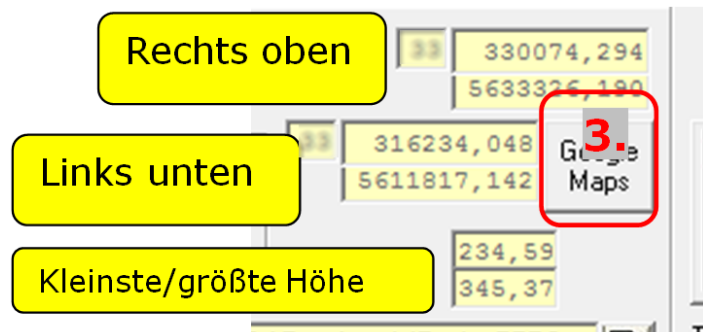 Rechts oben
33 330074,294
5633326,190
3.
Links unten
33 316234,048
5611817,142
Google
Maps
Kleinste/größte Höhe
234,59
345,37